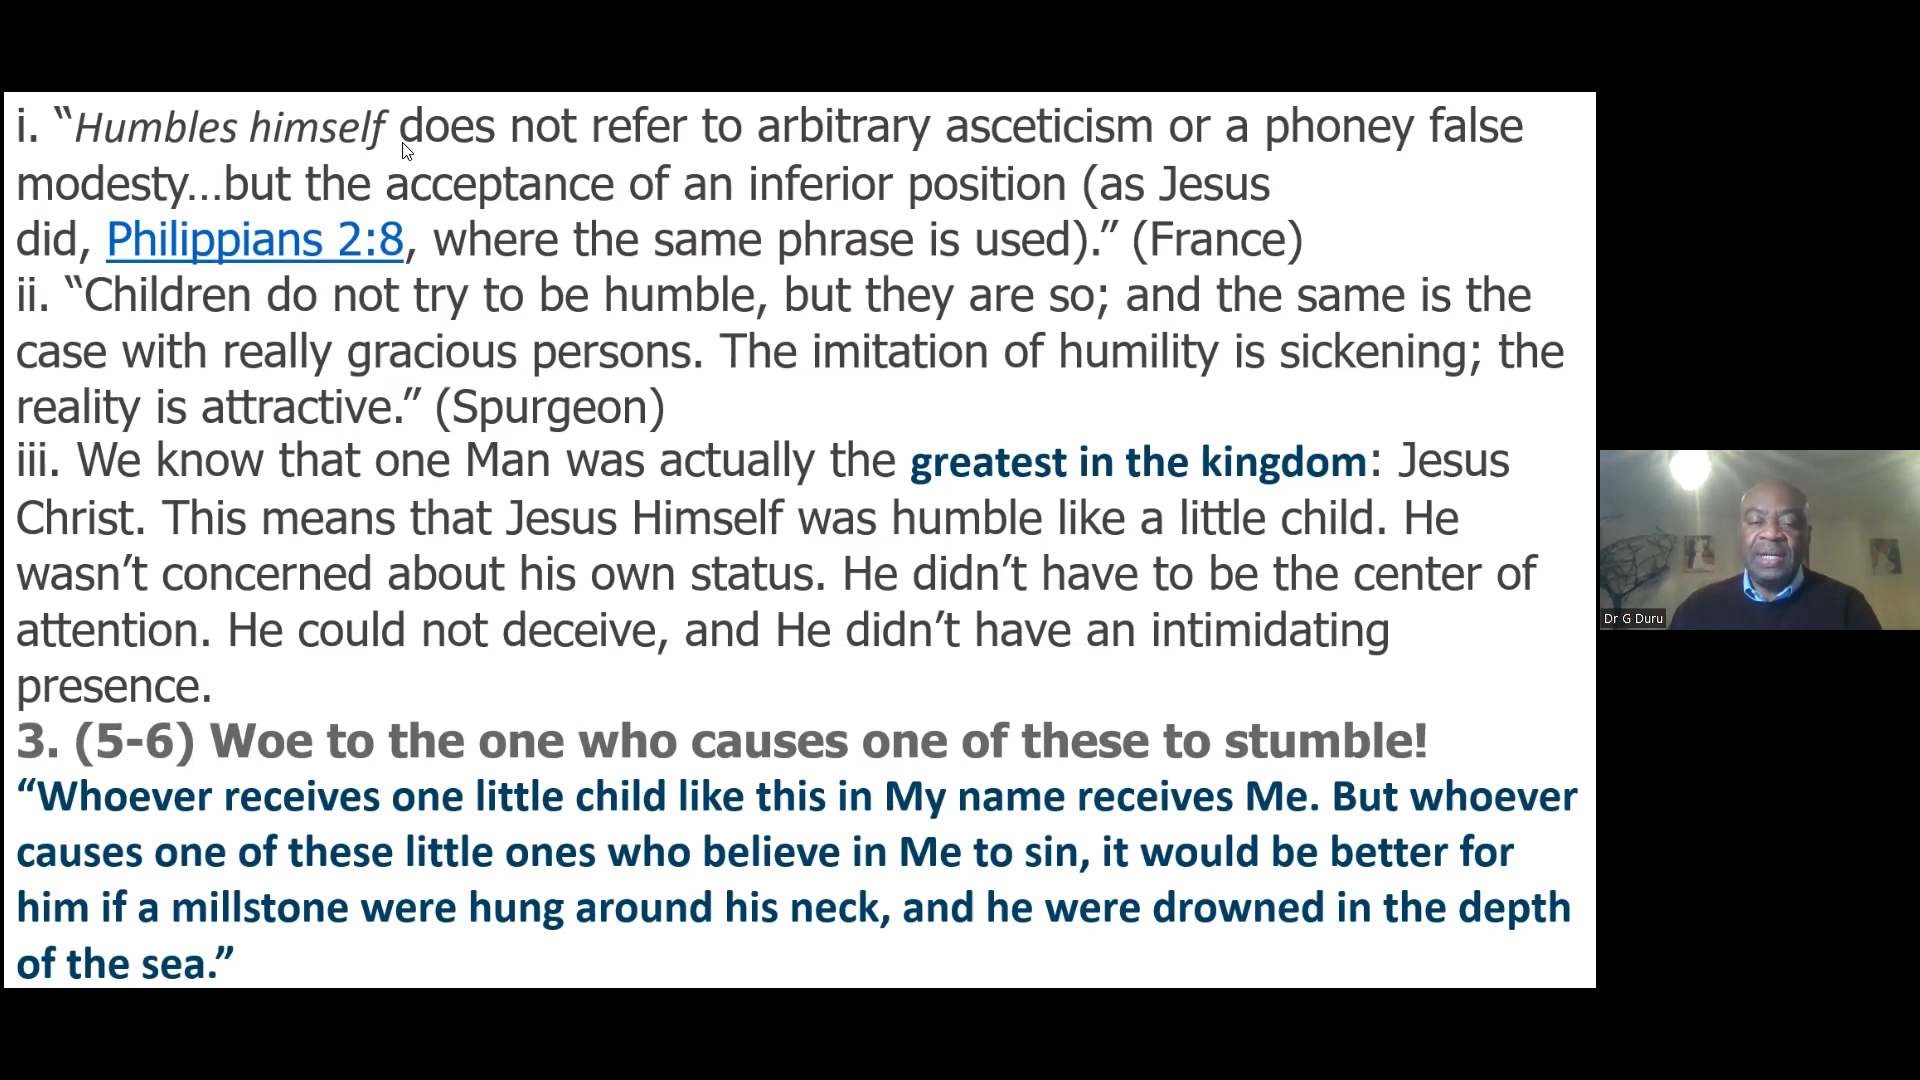 i. “Humbles himself does not refer to arbitrary asceticism or a phoney false
modesty…but the acceptance of an inferior position (as Jesus
did, Philippians 2:8, where the same phrase is used).” (France)
ii. “Children do not try to be humble, but they are so; and the same is the
case with really gracious persons. The imitation of humility is sickening; the
reality is attractive.” (Spurgeon)
iii. We know that one Man was actually the greatest in the kingdom: Jesus
Christ. This means that Jesus Himself was humble like a little child. He
wasn’t concerned about his own status. He didn’t have to be the center of
attention. He could not deceive, and He didn’t have an intimidating
presence.
3. (5-6) Woe to the one who causes one of these to stumble!
“Whoever receives one little child like this in My name receives Me. But whoever
causes one of these little ones who believe in Me to sin, it would be better for
him if a millstone were hung around his neck, and he were drowned in the depth
of the sea.”
Dr G Duru